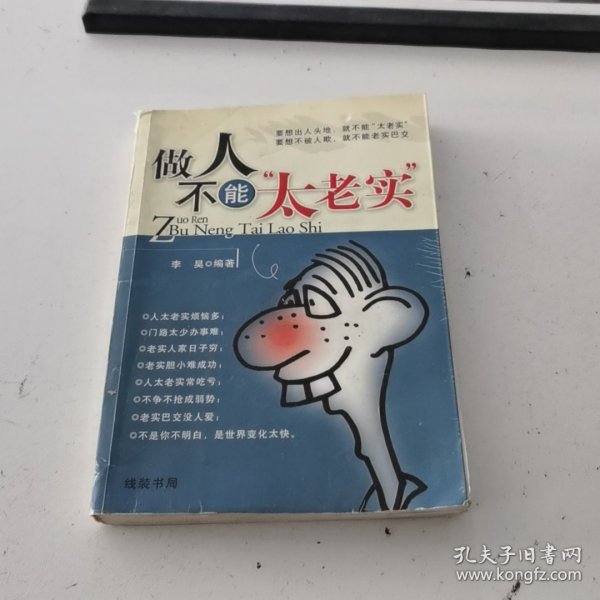 要想出人头地，就不能“太老实”
要想不被人欺，就不能老实巴交
做人
不能“太老实”
Zuo Ren
Bu Neng Tai Lao Shi
李昊◎编著
◎人太老实烦恼多；
◎门路太少办事难；
◎老实人家日子穷；
◎老实胆小难成功；
◎人太老实常吃亏；
◎不争不抢成弱势；
◎老实巴交没人爱；
◎不是你不明白，是世界变化太快。
线装书局
孔夫子旧书网
www.kongfz.com